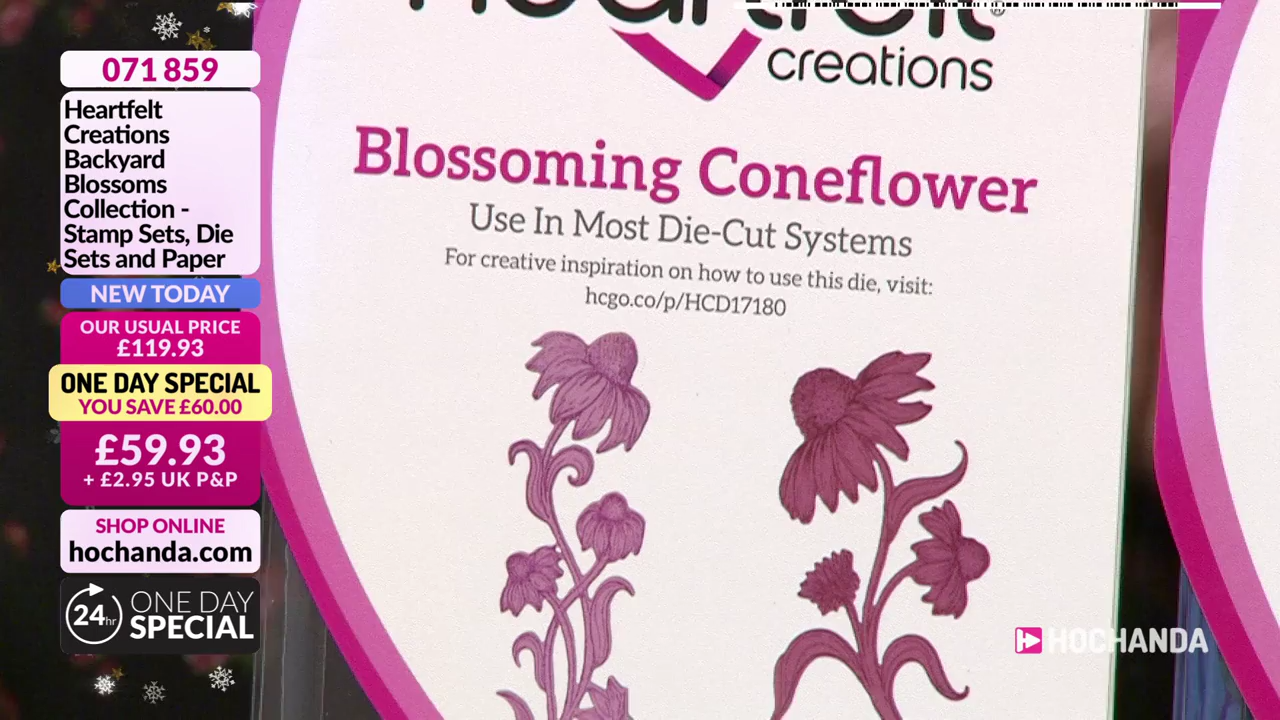 071 859
Heartfelt
Creations
Backyard
Blossoms
Collection -
Stamp Sets, Die
Sets and Paper
NEW TODAY
OUR USUAL PRICE
£119.93
ONE DAY SPECIAL
YOU SAVE £60.00
£59.93
+ £2.95 UK P&P
SHOP ONLINE
hochanda.com
24hr
ONE DAY
SPECIAL
Heartfelt
creations
Blossoming Coneflower
Use In Most Die-Cut Systems
For creative inspiration on how to use this die, visit:
hcgo.co/p/HCD17180
HOCHANDA